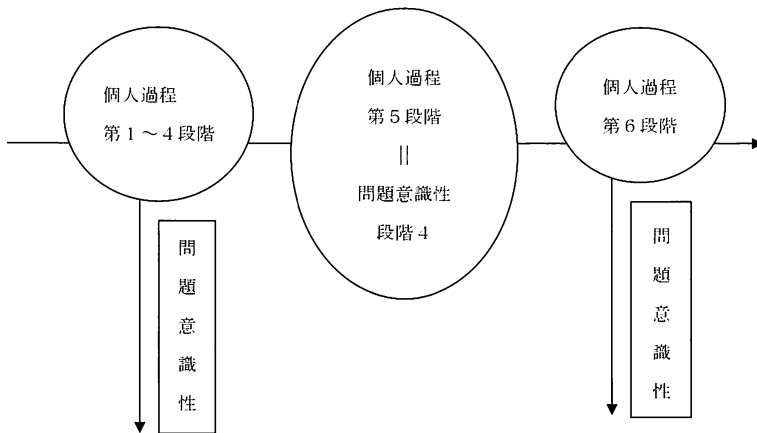 個人過程
第１～４段階
個人過程
第５段階
||
問題意識性
段階４
個人過程
第６段階
問題意識性
問題意識性